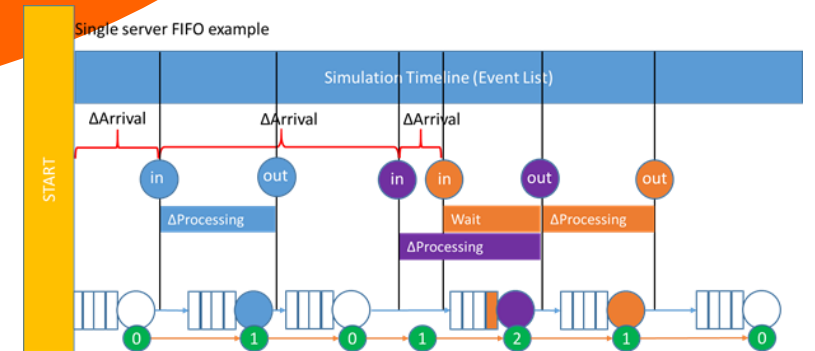 Single server FIFO example
Simulation Timeline (Event List)
ΔArrival ΔArrival ΔArrival
START
in out in in out out
ΔProcessing Wait ΔProcessing
ΔProcessing
0 1 0 1 2 1 0